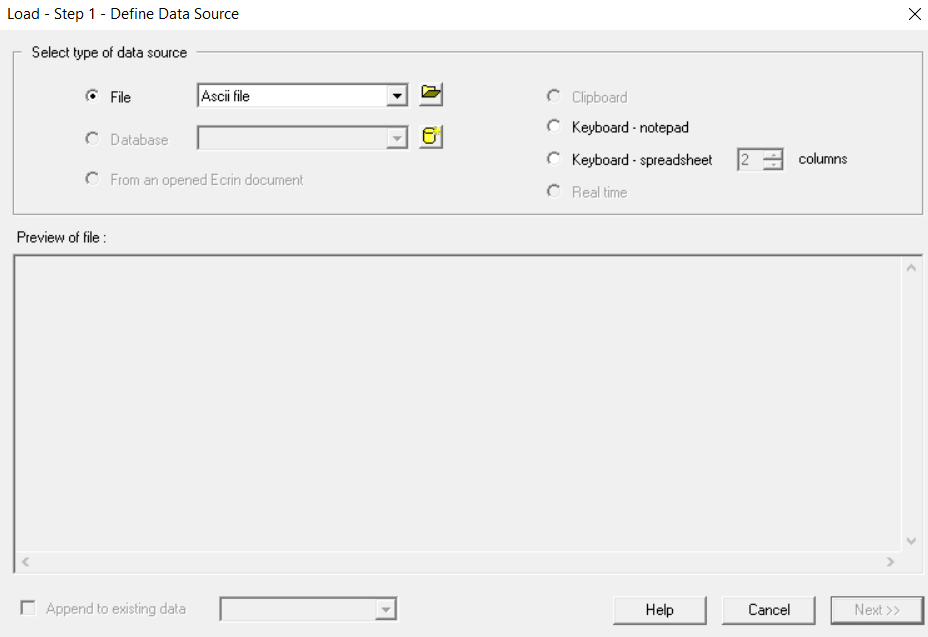 Load - Step 1 - Define Data Source
Select type of data source
File
Ascii file
Database
From an opened Ecrin document
Clipboard
Keyboard - notepad
Keyboard - spreadsheet
2
columns
Real time
Preview of file :
Append to existing data
Help
Cancel
Next >>